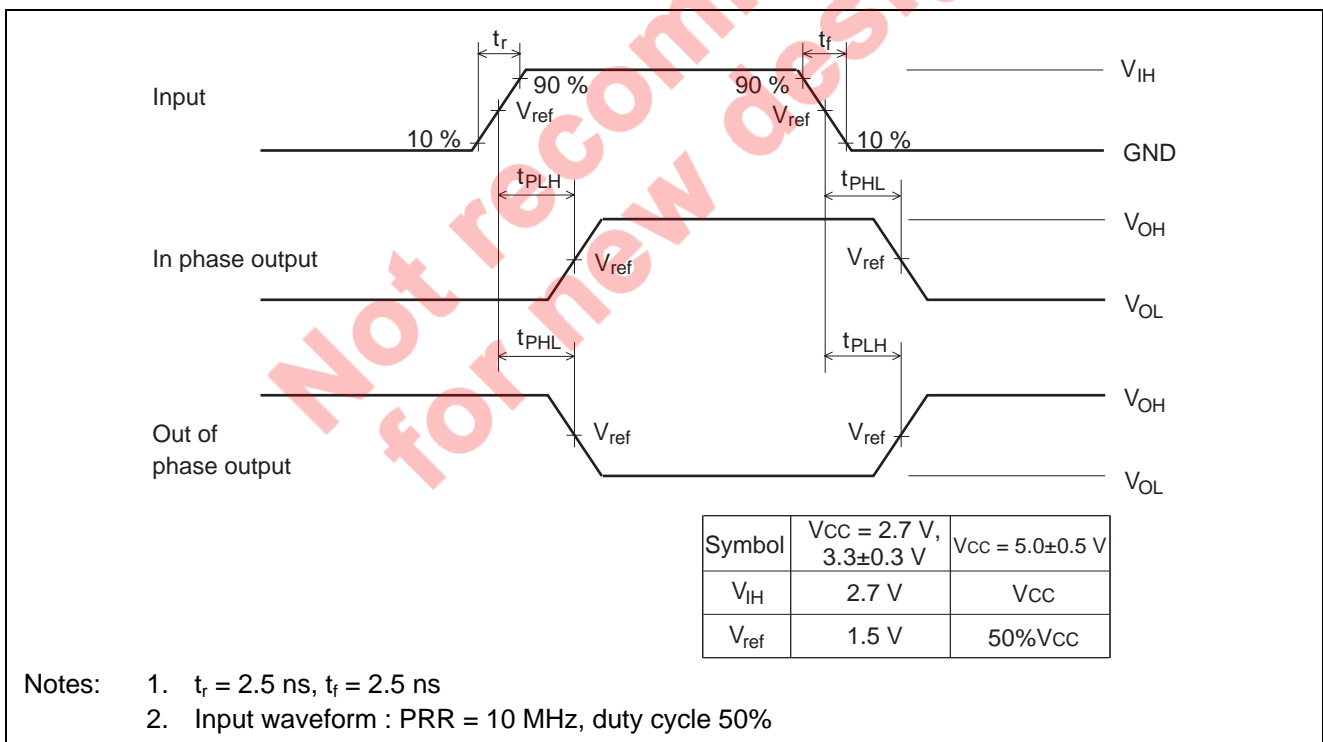 Not recom
for new desi
tr
tf
VIH
90 %
90 %
Input
Vref
Vref
10 %
10 %
GND
tPLH
tPHL
VOH
In phase output
Vref
Vref
VOL
tPHL
tPLH
VOH
Out of
phase output
Vref
Vref
VOL
Symbol VCC = 2.7 V, 3.3±0.3 V VCC = 5.0±0.5 V
VIH 2.7 V VCC
Vref 1.5 V 50%VCC
Notes: 1. tr = 2.5 ns, tf = 2.5 ns
2. Input waveform : PRR = 10 MHz, duty cycle 50%